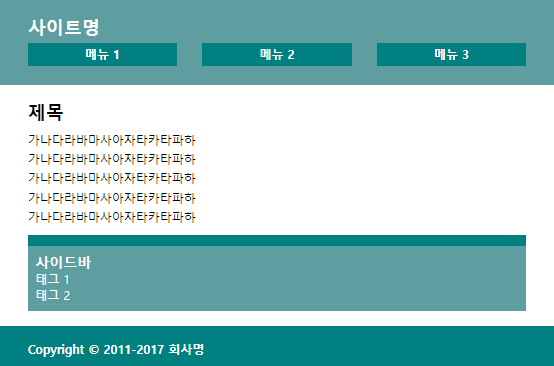 사이트명
메뉴 1
메뉴 2
메뉴 3
제목
가나다라바마사아자타카타파하
가나다라바마사아자타카타파하
가나다라바마사아자타카타파하
가나다라바마사아자타카타파하
가나다라바마사아자타카타파하
사이드바
태그 1
태그 2
Copyright © 2011-2017 회사명